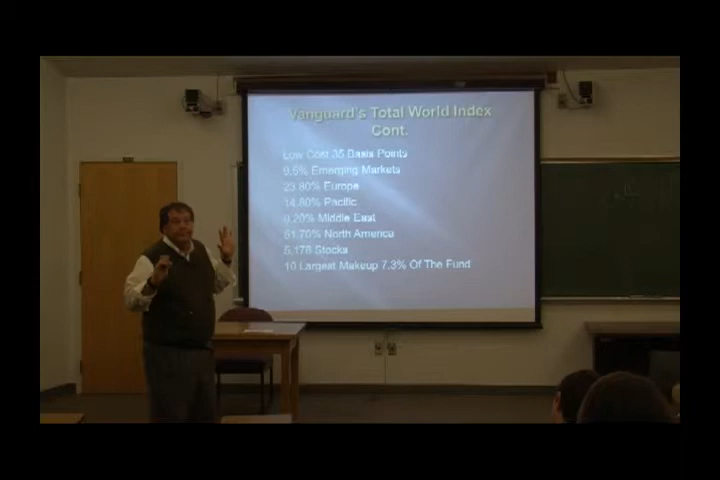 Vanguard's Total World Index
Cont.
Low Cost 35 Basis Points
9.5% Emerging Markets
23.80% Europe
14.80% Pacific
0.20% Middle East
51.70% North America
5,178 Stocks
10 Largest Makeup 7.3% Of The Fund